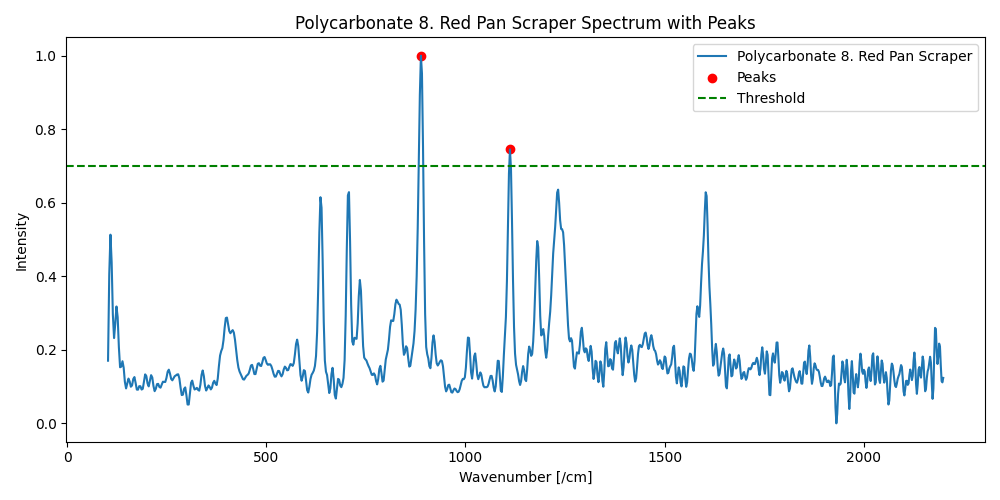 Polycarbonate 8. Red Pan Scraper Spectrum with Peaks
Polycarbonate 8. Red Pan Scraper
Peaks
Threshold
1.0
0.8
0.6
0.4
0.2
0.0
Intensity
0
500
1000
1500
2000
Wavenumber [/cm]